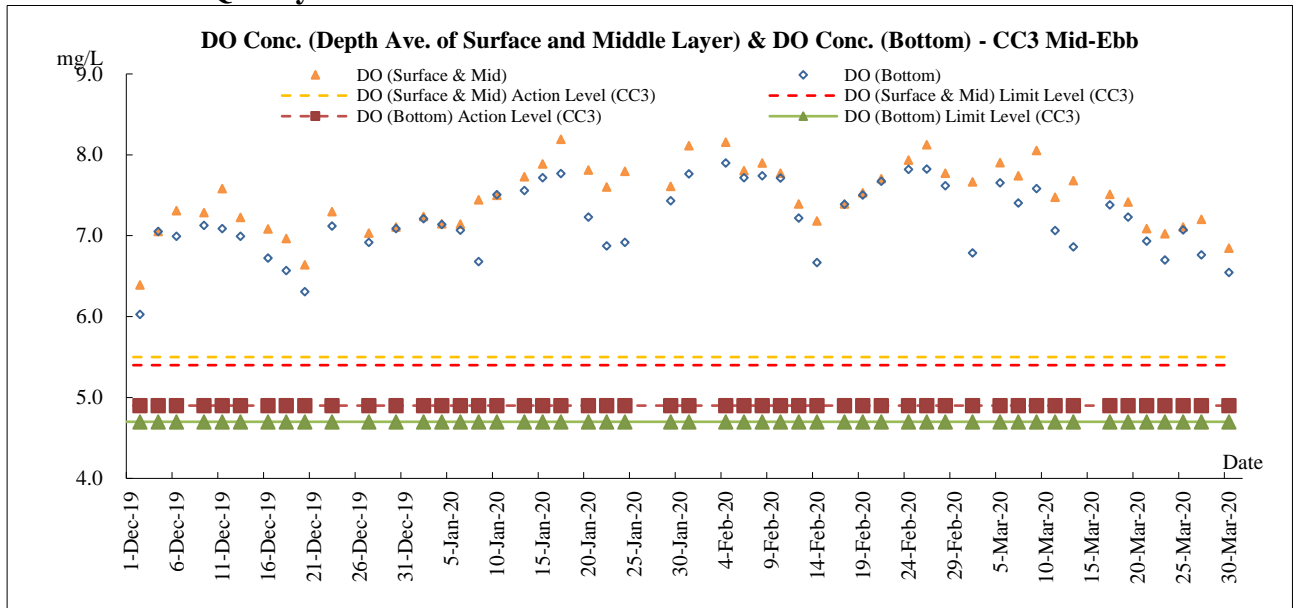 DO Conc. (Depth Ave. of Surface and Middle Layer) & DO Conc. (Bottom) - CC3 Mid-Ebb
mg/L
DO (Surface & Mid)
DO (Bottom)
DO (Surface & Mid) Action Level (CC3)
DO (Surface & Mid) Limit Level (CC3)
DO (Bottom) Action Level (CC3)
DO (Bottom) Limit Level (CC3)
9.0
8.0
7.0
6.0
5.0
4.0
Date
1-Dec-19
6-Dec-19
11-Dec-19
16-Dec-19
21-Dec-19
26-Dec-19
31-Dec-19
5-Jan-20
10-Jan-20
15-Jan-20
20-Jan-20
25-Jan-20
30-Jan-20
4-Feb-20
9-Feb-20
14-Feb-20
19-Feb-20
24-Feb-20
29-Feb-20
5-Mar-20
10-Mar-20
15-Mar-20
20-Mar-20
25-Mar-20
30-Mar-20